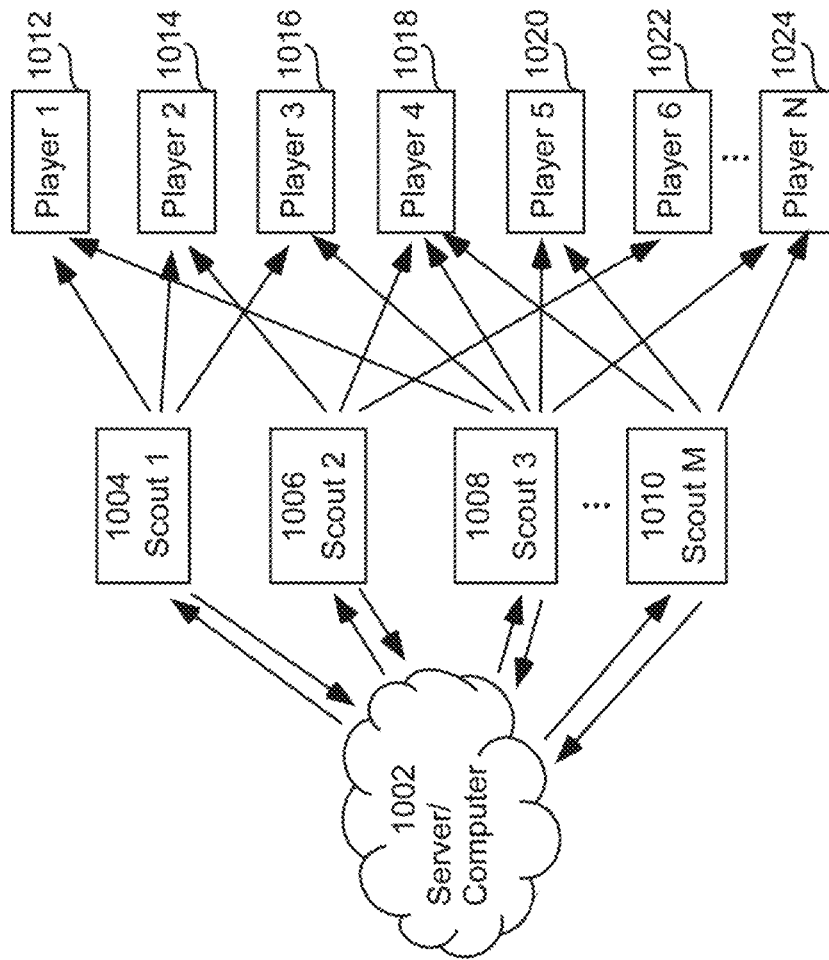 1002
Server/
Computer
1004
Scout 1
1006
Scout 2
1008
Scout 3
...
1010
Scout M
Player 1
1012
Player 2
1014
Player 3
1016
Player 4
1018
Player 5
1020
Player 6
1022
...
Player N
1024